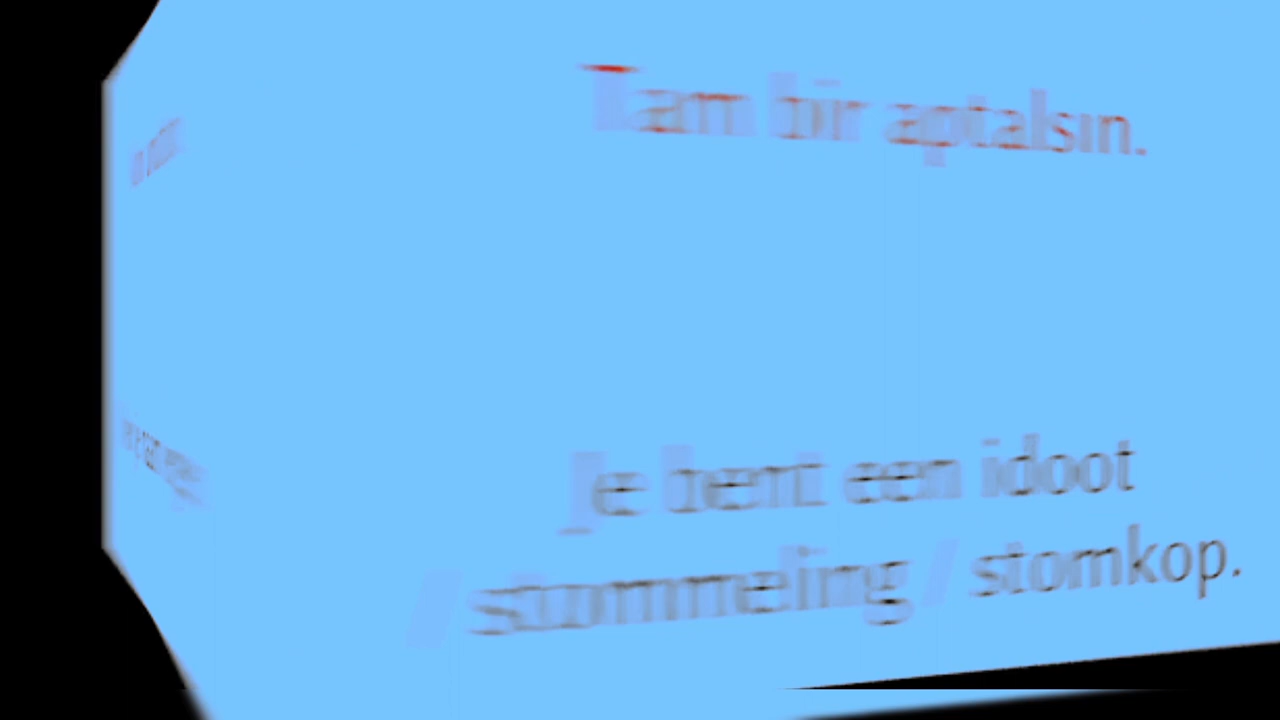 Tam bir aptalsın.
Je bent een idoot
/ stommeling / stomkop.